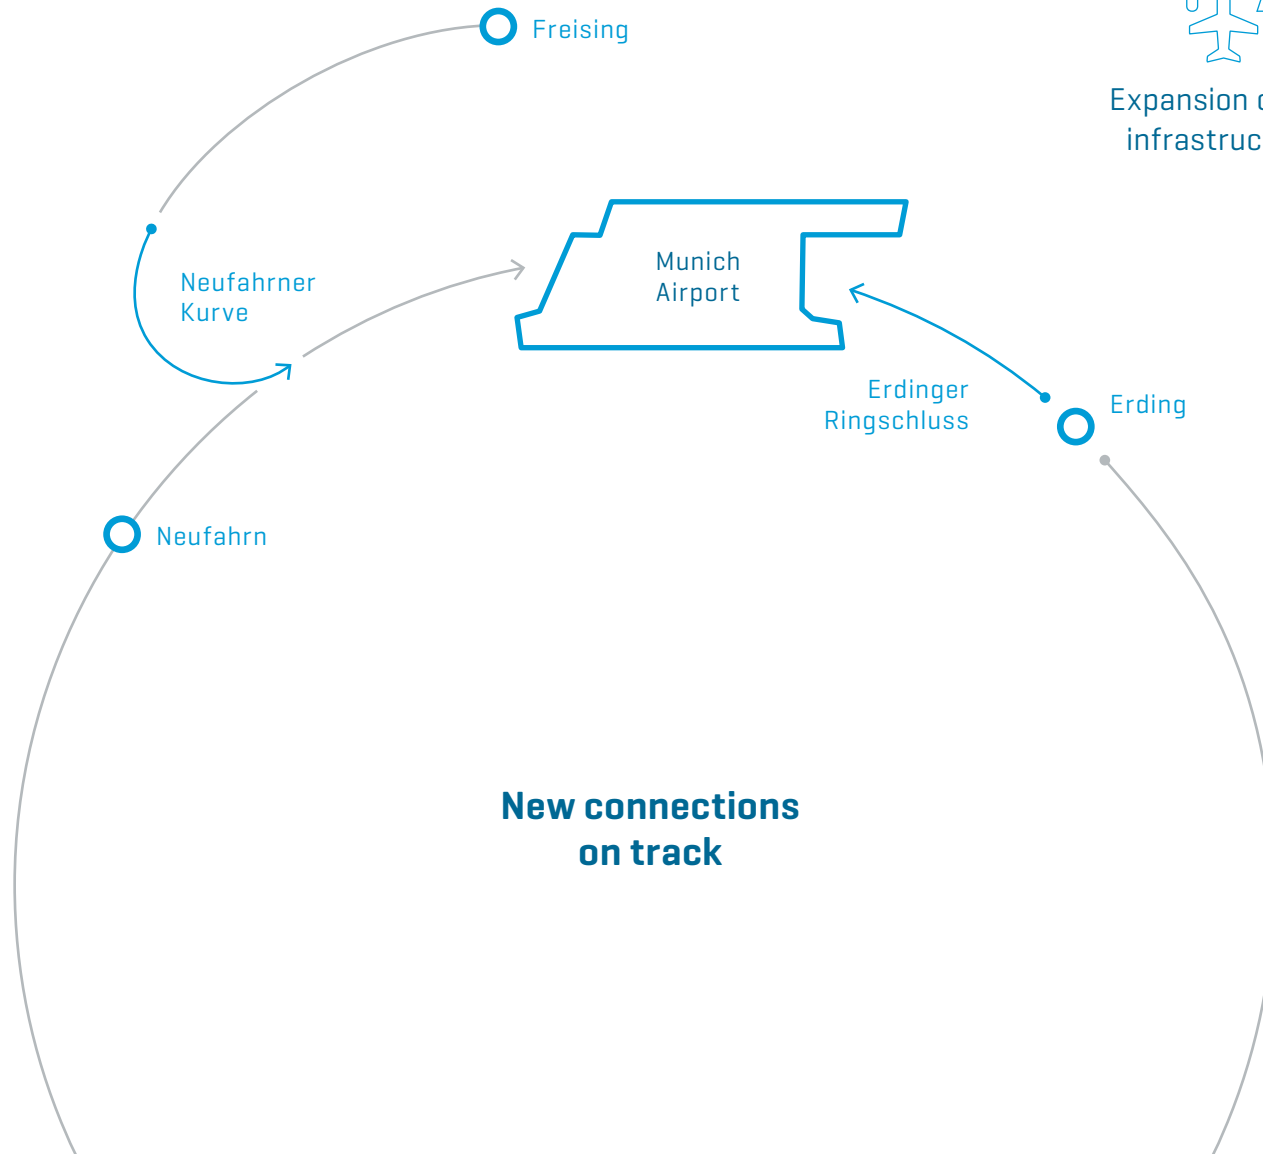 Freising
Expansion
infrastruc
Neufahrner
Kurve
Munich
Airport
Erdinger
Ringschluss
Erding
Neufahrn
New connections
on track